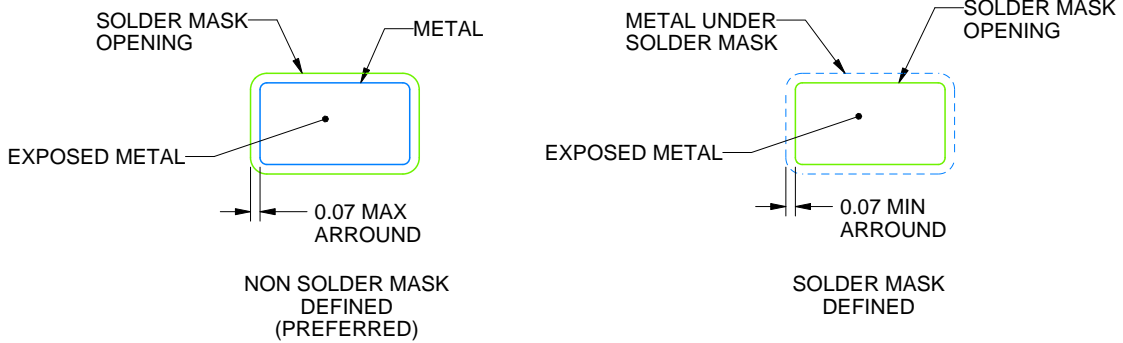 SOLDER MASK
OPENING
METAL
EXPOSED METAL
0.07 MAX
ARROUND
NON SOLDER MASK
DEFINED
(PREFERRED)
METAL UNDER
SOLDER MASK
SOLDER MASK
OPENING
EXPOSED METAL
0.07 MIN
ARROUND
SOLDER MASK
DEFINED